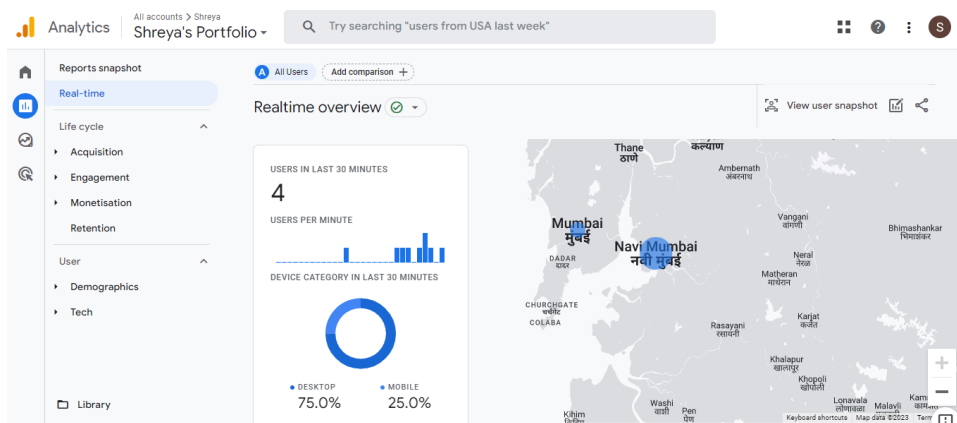 Analytics
All accounts > Shreya
Shreya's Portfolio
Try searching "users from USA last week"
S
Reports snapshot
Real-time
Life cycle
Acquisition
Engagement
Monetisation
Retention
User
Demographics
Tech
Library
A All Users
Add comparison +
Realtime overview
View user snapshot
USERS IN LAST 30 MINUTES
4
USERS PER MINUTE
DEVICE CATEGORY IN LAST 30 MINUTES
DESKTOP
75.0%
MOBILE
25.0%
Thane
ठाणे
कल्याण
Ambernath
अंबरनाथ
Mumbai
मुंबई
Navi Mumbai
नवी मुंबई
DADAR
दादर
Vangani
वांगणी
Bhimashankar
भिमाशंकर
Neral
नेरळ
Matheran
माथेरान
CHURCHGATE
चर्चगेट
COLABA
Rasayani
रसायनी
Karjat
कर्जत
Khalapur
खालापूर
Khopoli
खोपोली
Lonavala
लोणावळा
Malavli
Washi
वाशी
Pen
पेण
Kihim
Keyboard shortcuts
Map data ©2023